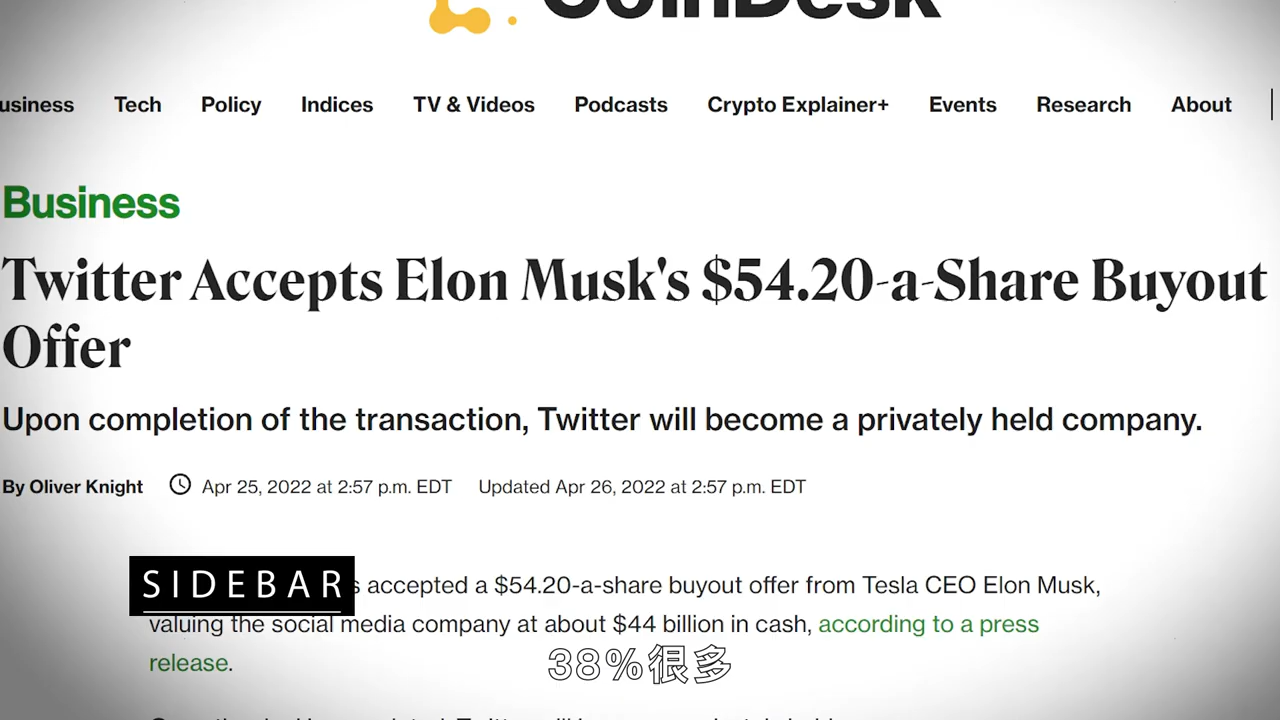 CoinDesk
usiness Tech Policy Indices TV & Videos Podcasts Crypto Explainer+ Events Research About
Business
Twitter Accepts Elon Musk's $54.20-a-Share Buyout
Offer
Upon completion of the transaction, Twitter will become a privately held company.
By Oliver Knight Apr 25, 2022 at 2:57 p.m. EDT Updated Apr 26, 2022 at 2:57 p.m. EDT
SIDEBAR
s accepted a $54.20-a-share buyout offer from Tesla CEO Elon Musk,
valuing the social media company at about $44 billion in cash, according to a press
release.
38%很多